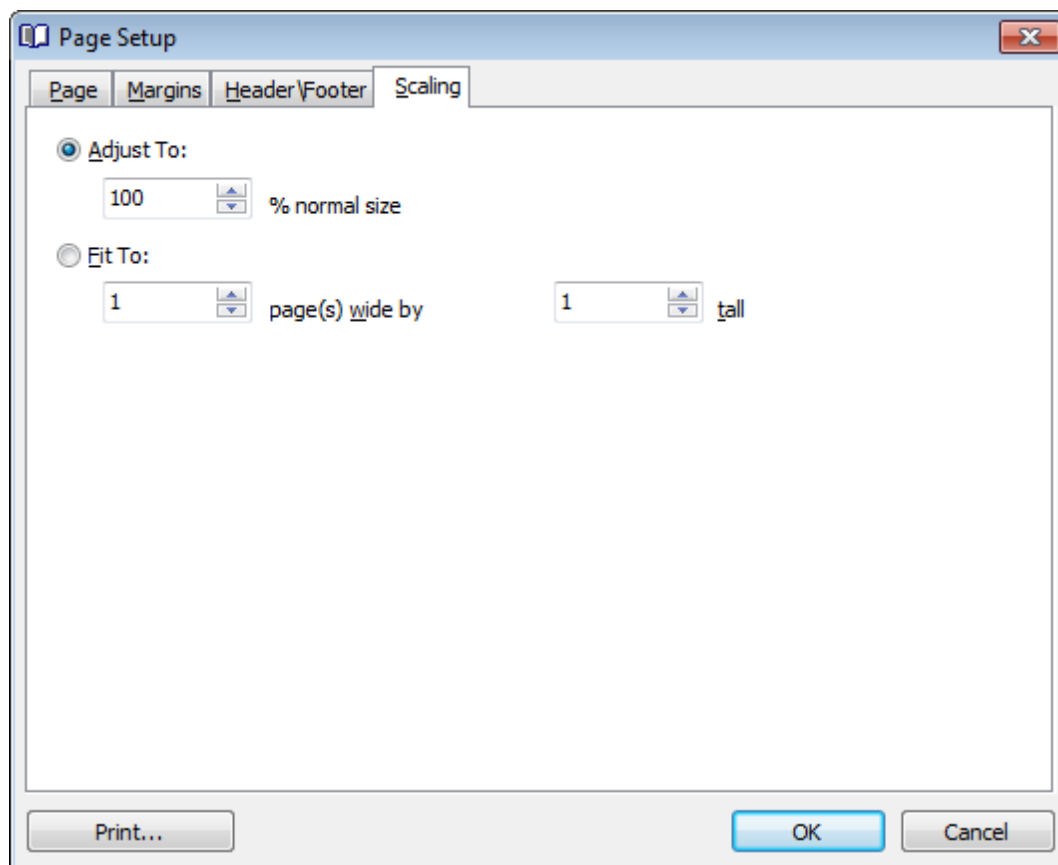 Page Setup
Page Margins Header\Footer Scaling
Adjust To:
100 % normal size
Fit To:
1 page(s) wide by 1 tall
Print... OK Cancel